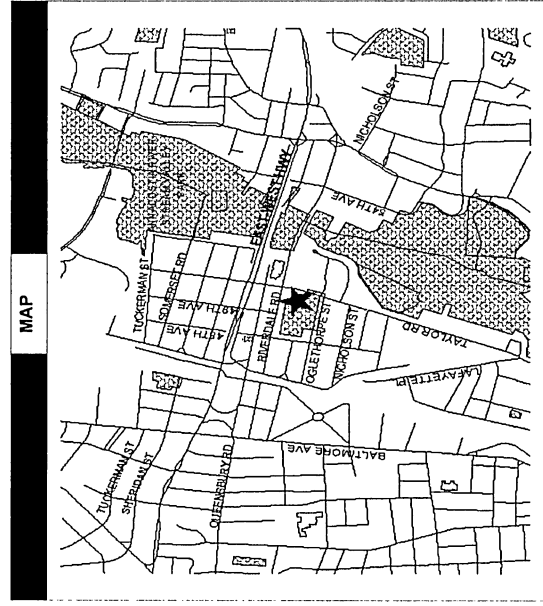 MAP
TUCKERMAN ST
SOMERSET RD
48TH AVE
48TH AVE
EAST WEST HWY
NICHOLSON ST
54TH AVE
RIVERDALE RD
OGLETHORPE ST
NICHOLSON ST
TAYLOR RD
LAFAYETTE PL
BALTIMORE AVE
TUCKERMAN ST
SHERIDAN ST
QUEENSBURY RD